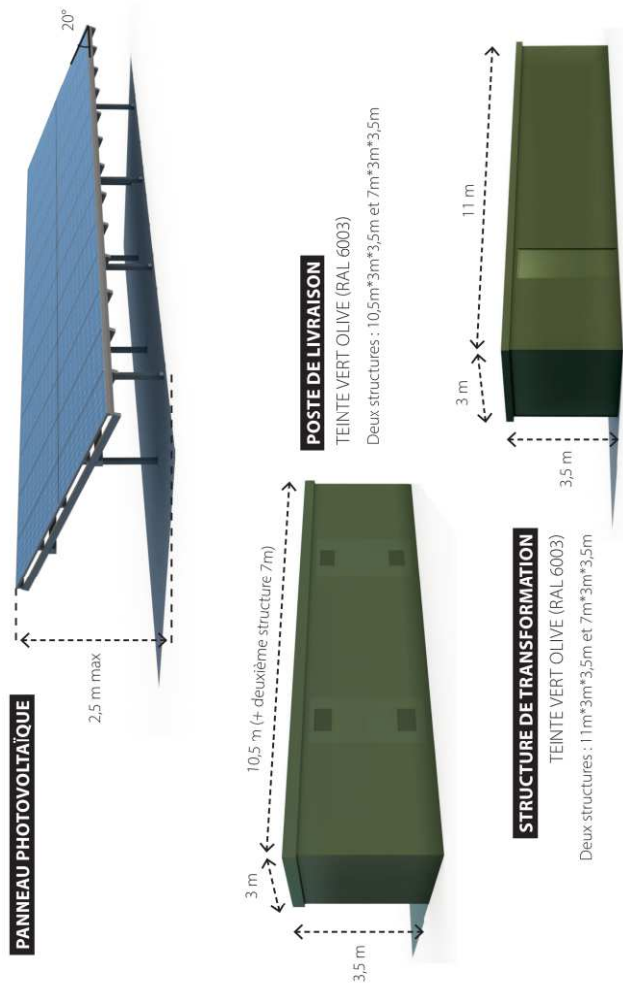 PANNEAU PHOTOVOLTAÏQUE
20°
2,5 m max
POSTE DE LIVRAISON
TEINTE VERT OLIVE (RAL 6003)
Deux structures : 10,5m*3m*3,5m et 7m*3m*3,5m
10,5 m (+ deuxième structure 7m)
3 m
3,5 m
STRUCTURE DE TRANSFORMATION
TEINTE VERT OLIVE (RAL 6003)
Deux structures : 11m*3m*3,5m et 7m*3m*3,5m
11 m
3 m
3,5 m